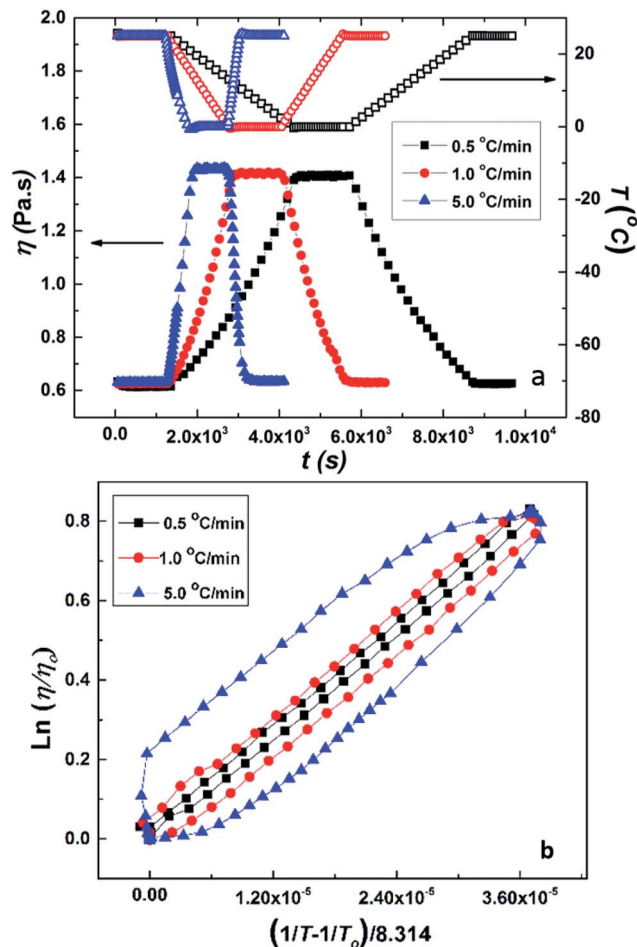 2.0
1.8
1.6
1.4
1.2
1.0
0.8
0.6
η (Pa.s)
20
0
-20
-40
-60
-80
T (°C)
0.5 °C/min
1.0 °C/min
5.0 °C/min
a
0.0
2.0x10³
4.0x10³
6.0x10³
8.0x10³
1.0x10⁴
t (s)
0.8
0.6
0.4
0.2
0.0
Ln (η/ηₒ)
0.5 °C/min
1.0 °C/min
5.0 °C/min
b
0.00
1.20x10⁻⁵
2.40x10⁻⁵
3.60x10⁻⁵
(1/T-1/Tₒ)/8.314